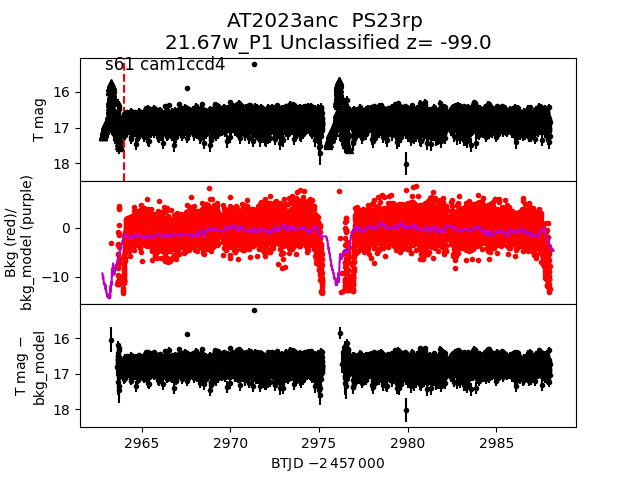 AT2023anc  PS23rp
21.67w_P1 Unclassified z= -99.0
s61 cam1ccd4
T mag
16
17
18
Bkg (red)/
bkg_model (purple)
0
−10
T mag −
bkg_model
16
17
18
2965
2970
2975
2980
2985
BTJD −2 457 000